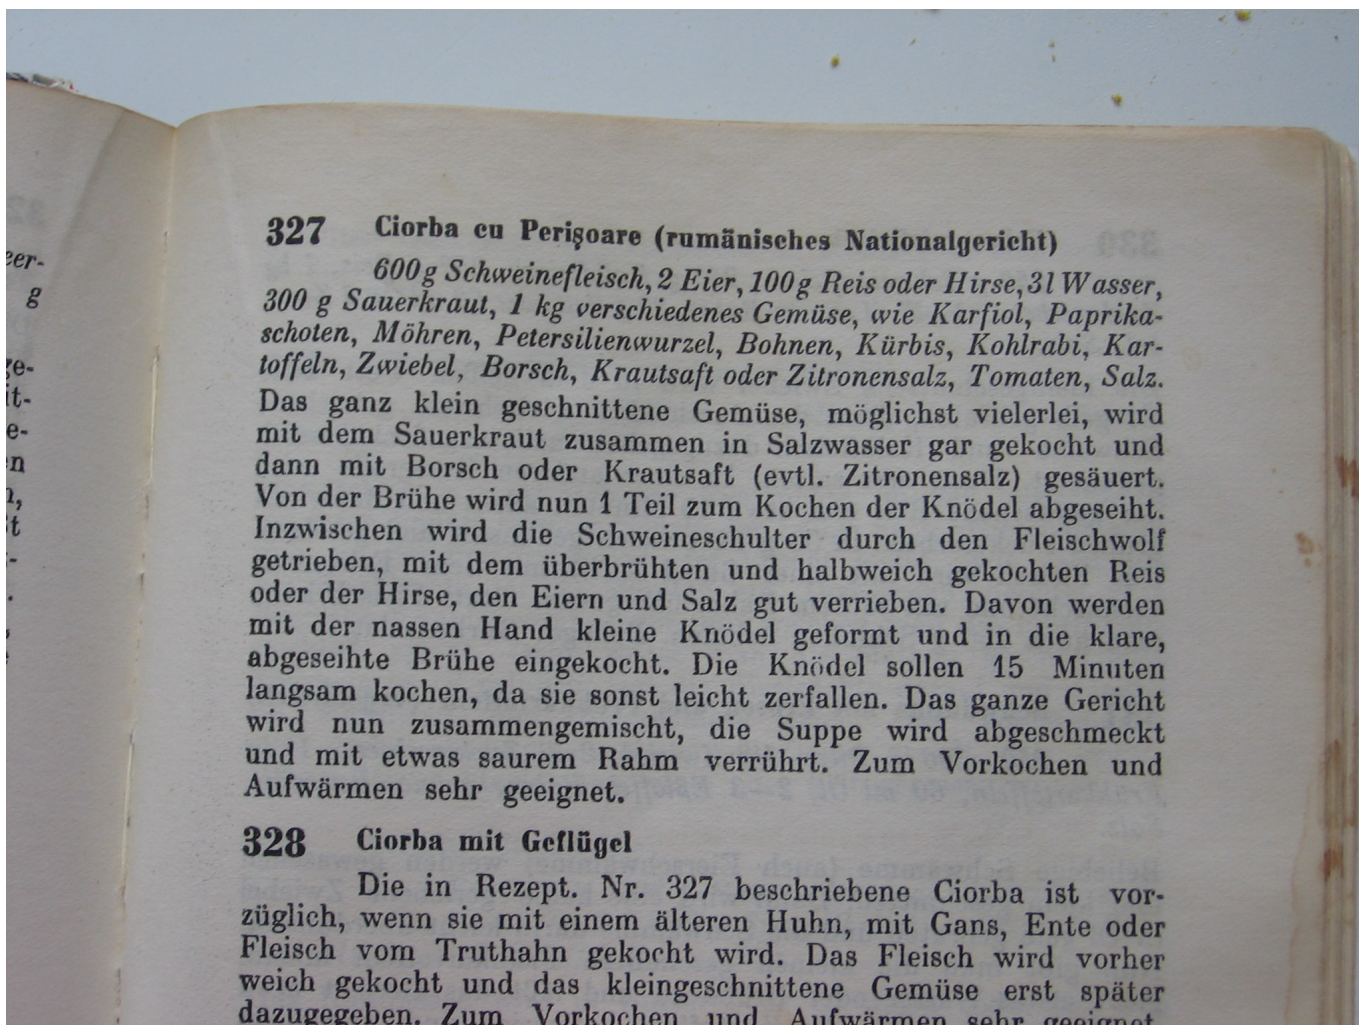 eer-
g
ge-
it-
e-
en
327 Ciorba cu Perișoare (rumänisches Nationalgericht)
600 g Schweinefleisch, 2 Eier, 100 g Reis oder Hirse, 3 l Wasser,
300 g Sauerkraut, 1 kg verschiedenes Gemüse, wie Karfiol, Paprika-
schoten, Möhren, Petersilienwurzel, Bohnen, Kürbis, Kohlrabi, Kar-
toffeln, Zwiebel, Borsch, Krautsaft oder Zitronensalz, Tomaten, Salz.
Das ganz klein geschnittene Gemüse, möglichst vielerlei, wird
mit dem Sauerkraut zusammen in Salzwasser gar gekocht und
dann mit Borsch oder Krautsaft (evtl. Zitronensalz) gesäuert.
Von der Brühe wird nun 1 Teil zum Kochen der Knödel abgeseiht.
Inzwischen wird die Schweineschulter durch den Fleischwolf
getrieben, mit dem überbrühten und halbweich gekochten Reis
oder der Hirse, den Eiern und Salz gut verrieben. Davon werden
mit der nassen Hand kleine Knödel geformt und in die klare,
abgeseihte Brühe eingekocht. Die Knödel sollen 15 Minuten
langsam kochen, da sie sonst leicht zerfallen. Das ganze Gericht
wird nun zusammengemischt, die Suppe wird abgeschmeckt
und mit etwas saurem Rahm verrührt. Zum Vorkochen und
Aufwärmen sehr geeignet.
328 Ciorba mit Geflügel
Die in Rezept. Nr. 327 beschriebene Ciorba ist vor-
züglich, wenn sie mit einem älteren Huhn, mit Gans, Ente oder
Fleisch vom Truthahn gekocht wird. Das Fleisch wird vorher
weich gekocht und das kleingeschnittene Gemüse erst später
dazugegeben. Zum Vorkochen und Aufwärmen sehr geeignet.